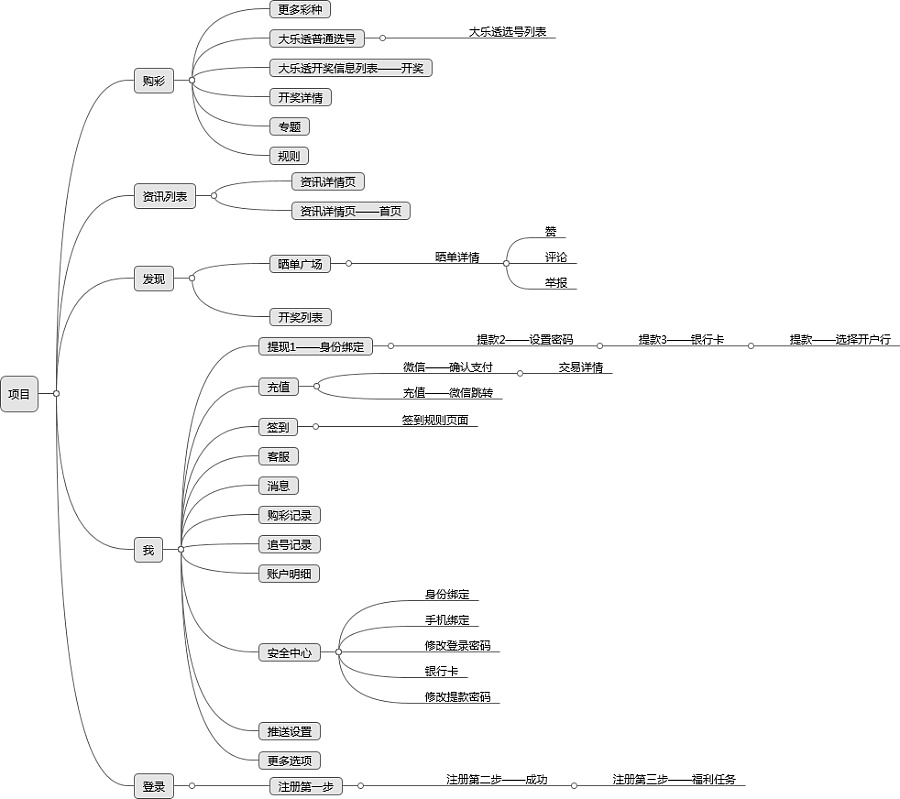 项目
购彩
更多彩种
大乐透普通选号
大乐透选号列表
大乐透开奖信息列表——开奖
开奖详情
专题
规则
资讯列表
资讯详情页
资讯详情页——首页
发现
晒单广场
晒单详情
赞
评论
举报
开奖列表
我
提现1——身份绑定
提款2——设置密码
提款3——银行卡
提款——选择开户行
充值
微信——确认支付
交易详情
充值——微信跳转
签到
签到规则页面
客服
消息
购彩记录
追号记录
账户明细
安全中心
身份绑定
手机绑定
修改登录密码
银行卡
修改提款密码
推送设置
更多选项
登录
注册第一步
注册第二步——成功
注册第三步——福利任务